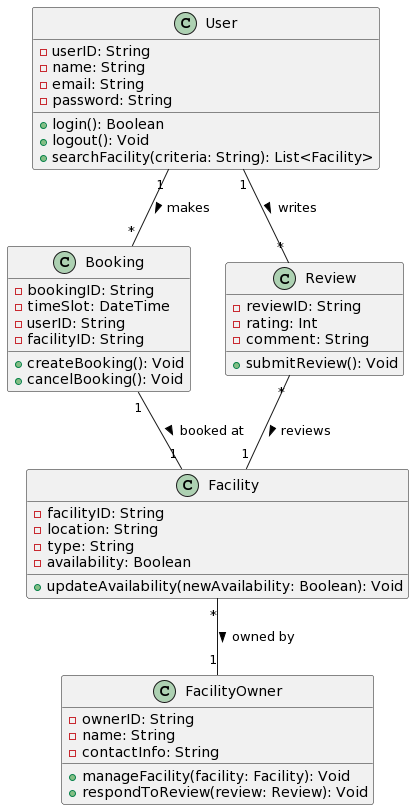 C User
userID: String
name: String
email: String
password: String
login(): Boolean
logout(): Void
searchFacility(criteria: String): List<Facility>
1 1
makes writes
* *
C Booking
bookingID: String
timeSlot: DateTime
userID: String
facilityID: String
createBooking(): Void
cancelBooking(): Void
C Review
reviewID: String
rating: Int
comment: String
submitReview(): Void
1 *
booked at reviews
1 1
C Facility
facilityID: String
location: String
type: String
availability: Boolean
updateAvailability(newAvailability: Boolean): Void
*
owned by
1
C FacilityOwner
ownerID: String
name: String
contactInfo: String
manageFacility(facility: Facility): Void
respondToReview(review: Review): Void